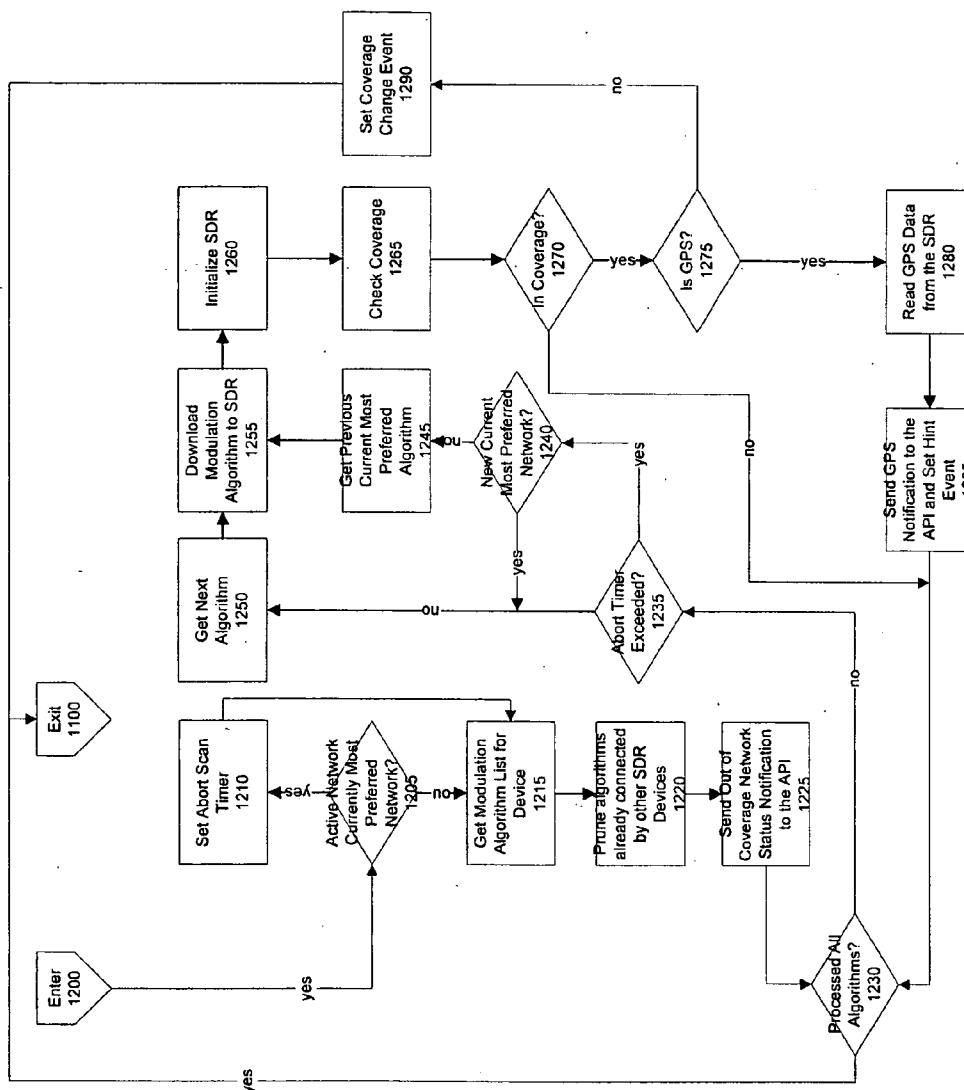 Enter
1200
yes
Active Network
Currently Most
Preferred
Network?
1205
yes
no
Set Abort Scan
Timer
1210
Get Modulation
Algorithm List for
Device
1215
Prune algorithms
already connected
by other SDR
Devices
1220
Send Out of
Coverage Network
Status Notification
to the API
1225
Processed All
Algorithms?
1230
yes
no
Exit
1100
Abort Timer
Exceeded?
1235
no
yes
New Current
Most Preferred
Network?
1240
yes
no
Get Previous
Current Most
Preferred
Algorithm
1245
Get Next
Algorithm
1250
Download
Modulation
Algorithm to SDR
1255
Initialize SDR
1260
Check Coverage
1265
In Coverage?
1270
no
yes
Is GPS?
1275
no
yes
Set Coverage
Change Event
1290
Read GPS Data
from the SDR
1280
Send GPS
Notification to the
API and Set Hint
Event